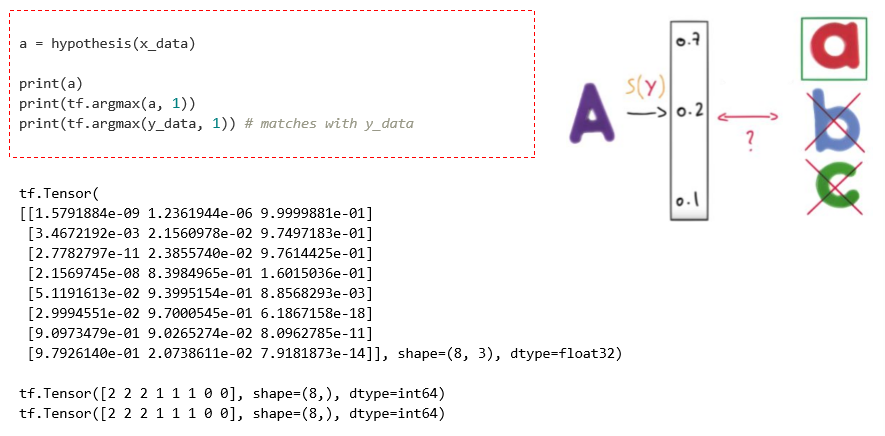 a = hypothesis(x_data)
print(a)
print(tf.argmax(a, 1))
print(tf.argmax(y_data, 1)) # matches with y_data
tf.Tensor(
[[1.5791884e-09 1.2361944e-06 9.9999881e-01]
[3.4672192e-03 2.1560978e-02 9.7497183e-01]
[2.7782797e-11 2.3855740e-02 9.7614425e-01]
[2.1569745e-08 8.3984965e-01 1.6015036e-01]
[5.1191613e-02 9.3995154e-01 8.8568293e-03]
[2.9994551e-02 9.7000545e-01 6.1867158e-18]
[9.0973479e-01 9.0265274e-02 8.0962785e-11]
[9.7926140e-01 2.0738611e-02 7.9181873e-14]], shape=(8, 3), dtype=float32)
tf.Tensor([2 2 2 1 1 1 0 0], shape=(8,), dtype=int64)
tf.Tensor([2 2 2 1 1 1 0 0], shape=(8,), dtype=int64)
A
S(Y)
0.7
0.2
0.1
?
a
b
c